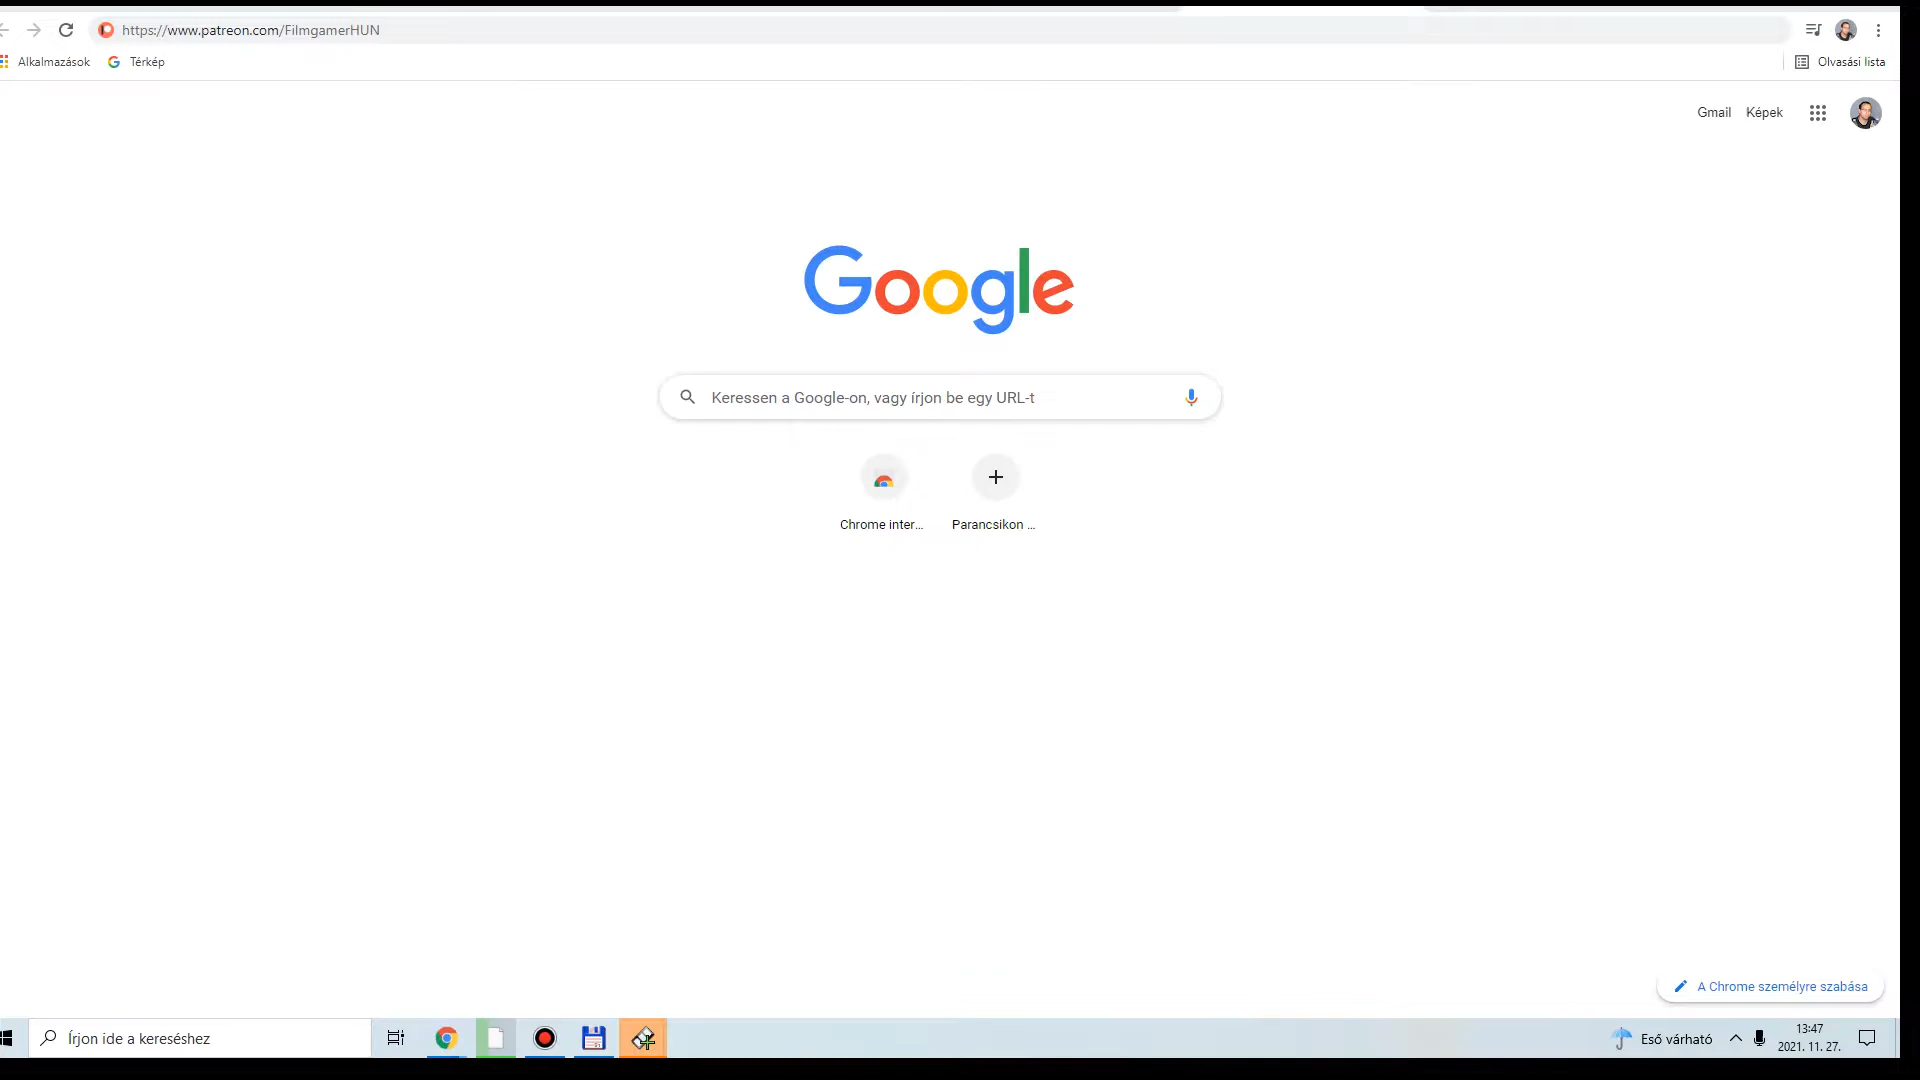 https://www.patreon.com/FilmgamerHUN
Alkalmazások
Térkép
Olvasási lista
Gmail
Képek
Google
Keressen a Google-on, vagy írjon be egy URL-t
Chrome inter...
Parancsikon ...
A Chrome személyre szabása
Írjon ide a kereséshez
Eső várható
13:47
2021. 11. 27.